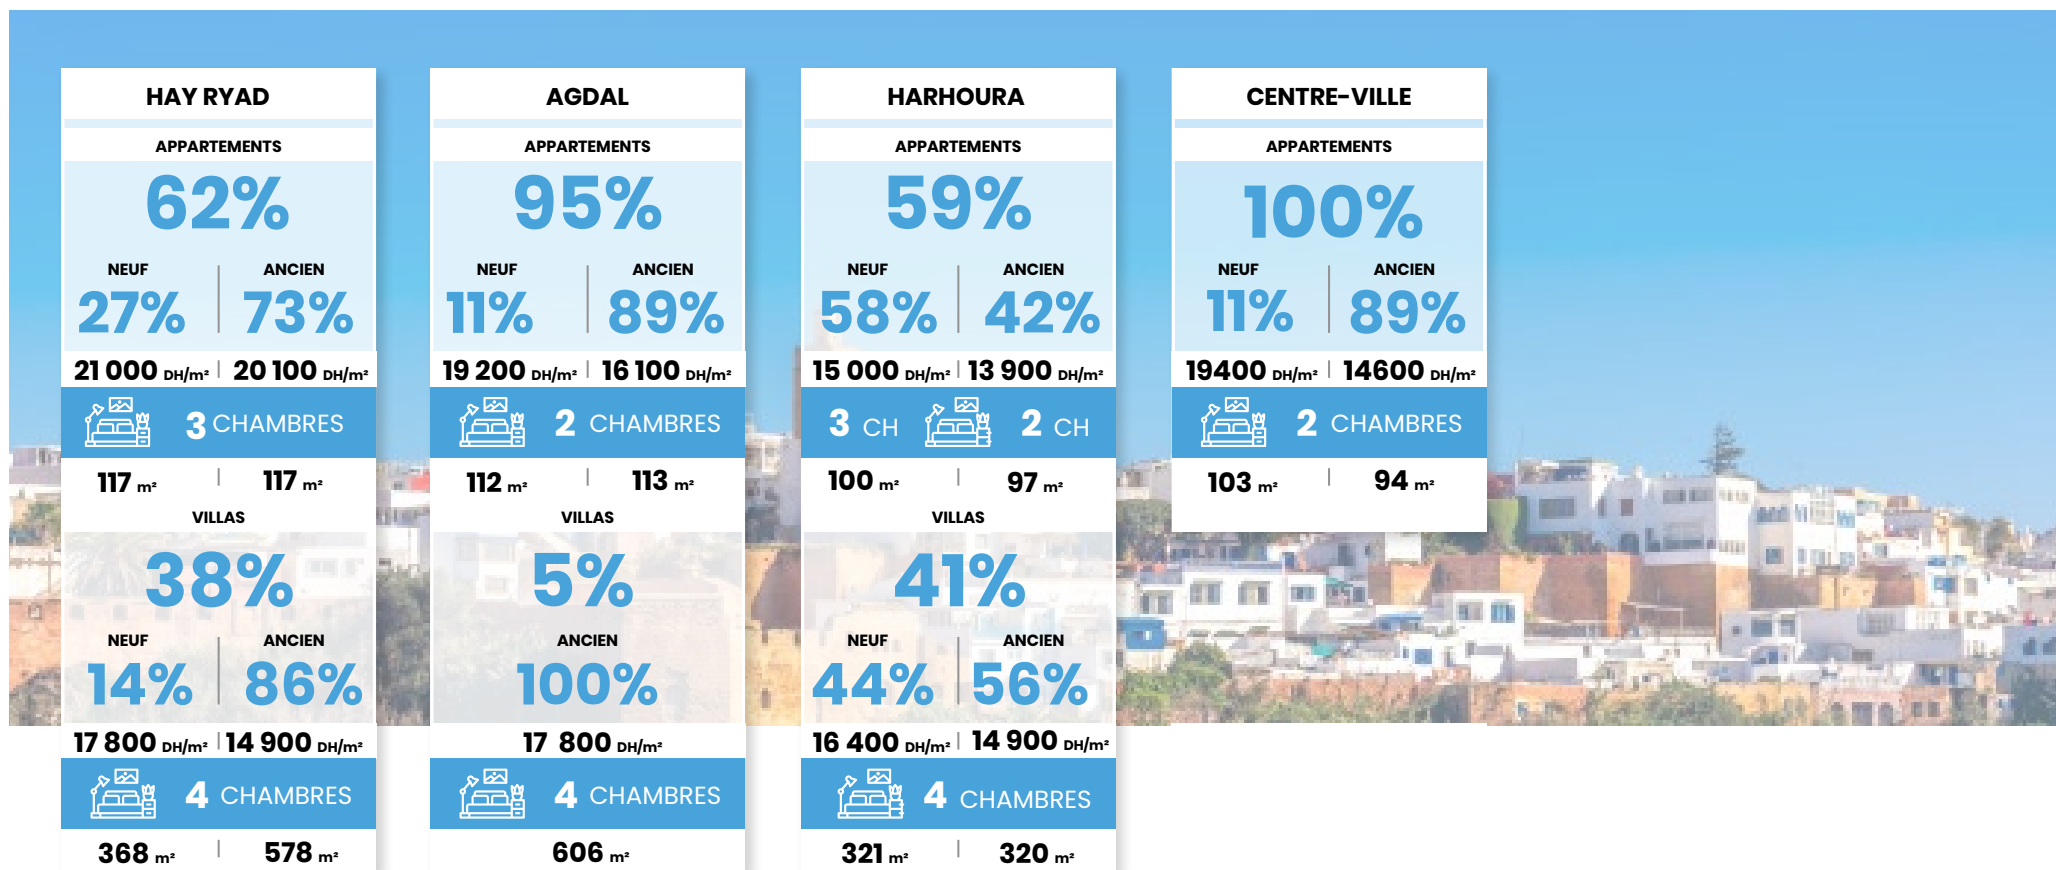 HAY RYAD
APPARTEMENTS
62%
NEUF ANCIEN
27% 73%
21 000 DH/m² 20 100 DH/m²
3 CHAMBRES
117 m² 117 m²
VILLAS
38%
NEUF ANCIEN
14% 86%
17 800 DH/m² 14 900 DH/m²
4 CHAMBRES
368 m² 578 m²
AGDAL
APPARTEMENTS
95%
NEUF ANCIEN
11% 89%
19 200 DH/m² 16 100 DH/m²
2 CHAMBRES
112 m² 113 m²
VILLAS
5%
ANCIEN
100%
17 800 DH/m²
4 CHAMBRES
606 m²
HARHOURA
APPARTEMENTS
59%
NEUF ANCIEN
58% 42%
15 000 DH/m² 13 900 DH/m²
3 CH 2 CH
100 m² 97 m²
VILLAS
41%
NEUF ANCIEN
44% 56%
16 400 DH/m² 14 900 DH/m²
4 CHAMBRES
321 m² 320 m²
CENTRE-VILLE
APPARTEMENTS
100%
NEUF ANCIEN
11% 89%
19400 DH/m² 14600 DH/m²
2 CHAMBRES
103 m² 94 m²